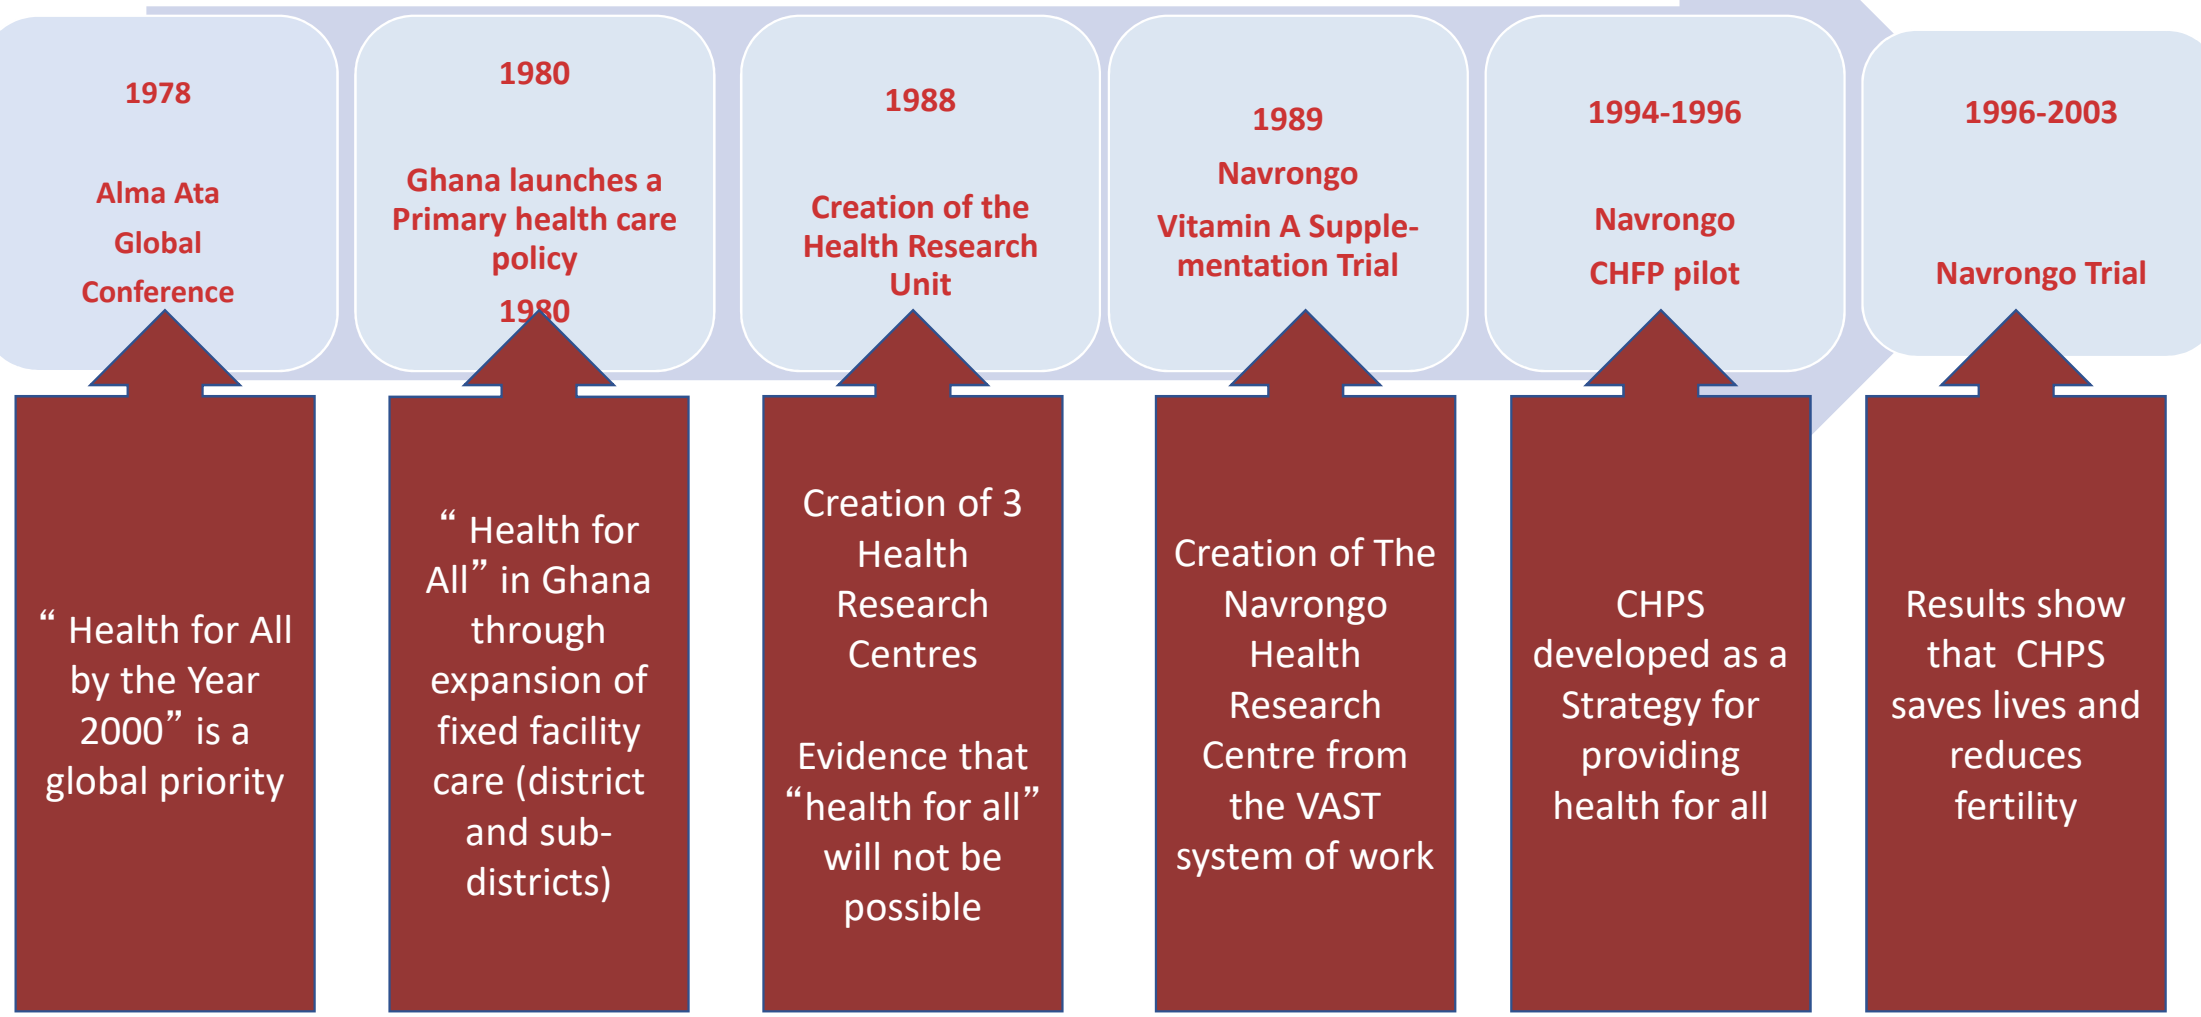 1978
Alma Ata
Global
Conference
1980
Ghana launches a
Primary health care
policy
1980
1988
Creation of the
Health Research
Unit
1989
Navrongo
Vitamin A Supple-
mentation Trial
1994-1996
Navrongo
CHFP pilot
1996-2003
Navrongo Trial
“ Health for All
by the Year
2000” is a
global priority
“ Health for
All” in Ghana
through
expansion of
fixed facility
care (district
and sub-
districts)
Creation of 3
Health
Research
Centres
Evidence that
“health for all”
will not be
possible
Creation of The
Navrongo
Health
Research
Centre from
the VAST
system of work
CHPS
developed as a
Strategy for
providing
health for all
Results show
that CHPS
saves lives and
reduces
fertility